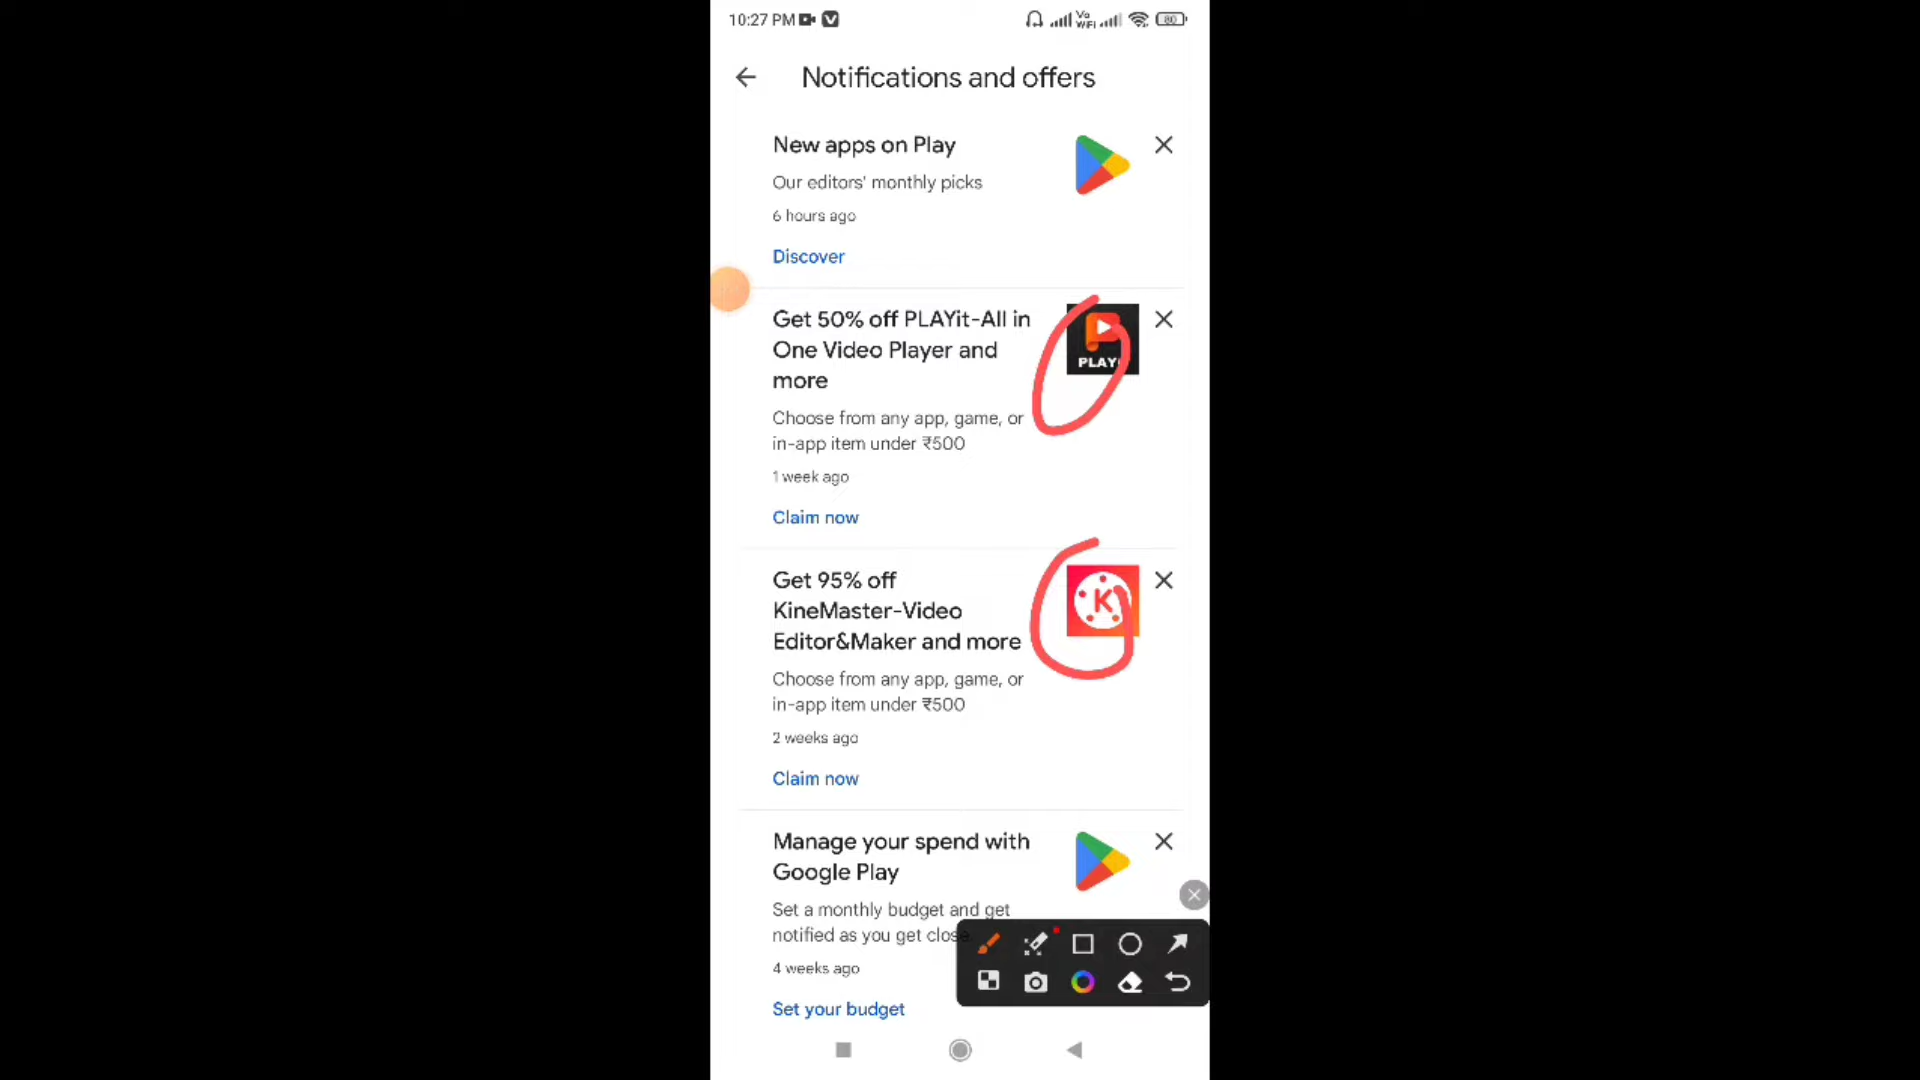 10:27 PM
Vo
WiFi
80
Notifications and offers
New apps on Play
Our editors' monthly picks
6 hours ago
Discover
Get 50% off PLAYit-All in
One Video Player and
more
PLAY
Choose from any app, game, or
in-app item under ₹500
1 week ago
Claim now
Get 95% off
KineMaster-Video
Editor&Maker and more
K
Choose from any app, game, or
in-app item under ₹500
2 weeks ago
Claim now
Manage your spend with
Google Play
Set a monthly budget and get
notified as you get close
4 weeks ago
Set your budget